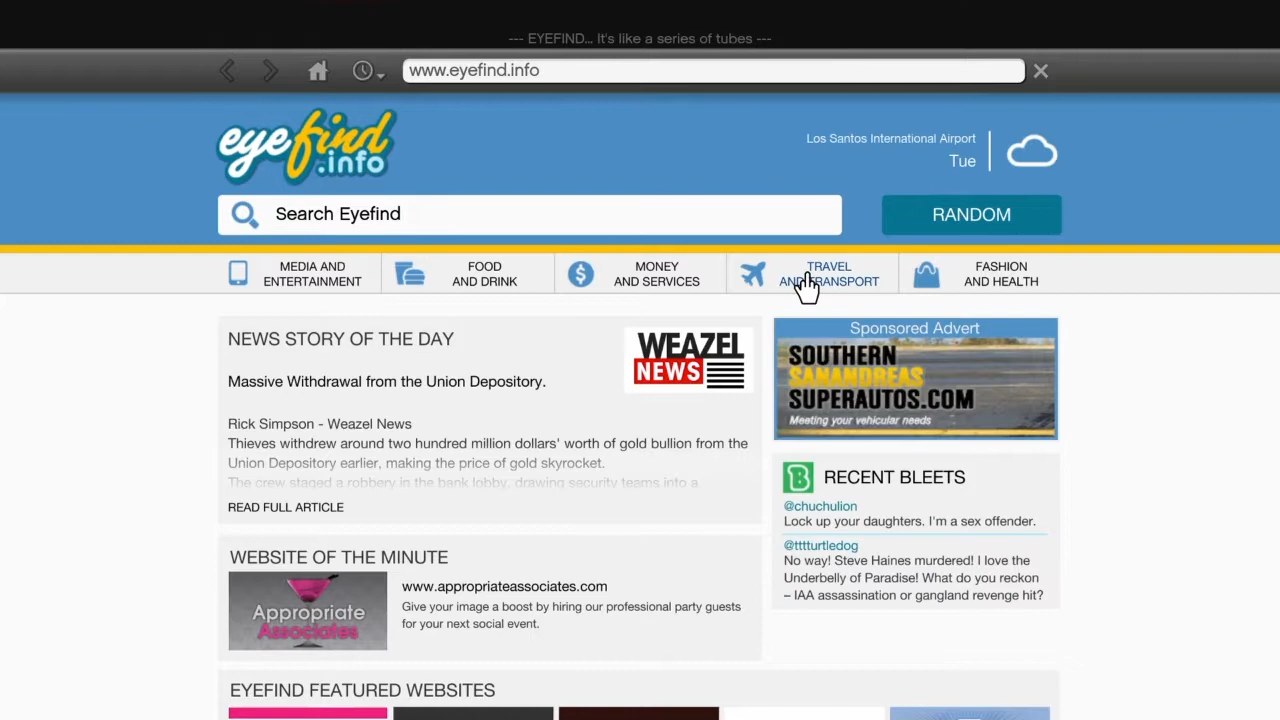 --- EYEFIND... It's like a series of tubes ---
www.eyefind.info
eyefind
.info
Los Santos International Airport
Tue
Search Eyefind
RANDOM
MEDIA AND
ENTERTAINMENT
FOOD
AND DRINK
MONEY
AND SERVICES
TRAVEL
AND TRANSPORT
FASHION
AND HEALTH
NEWS STORY OF THE DAY
WEAZEL
NEWS
Massive Withdrawal from the Union Depository.
Rick Simpson - Weazel News
Thieves withdrew around two hundred million dollars' worth of gold bullion from the
Union Depository earlier, making the price of gold skyrocket.
The crew staged a robbery in the bank lobby, drawing security teams into a
READ FULL ARTICLE
Sponsored Advert
SOUTHERN
SANANDREAS
SUPERAUTOS.COM
Meeting your vehicular needs
RECENT BLEETS
@chuchulion
Lock up your daughters. I'm a sex offender.
@tttturtledog
No way! Steve Haines murdered! I love the
Underbelly of Paradise! What do you reckon
– IAA assassination or gangland revenge hit?
WEBSITE OF THE MINUTE
Appropriate
Associates
www.appropriateassociates.com
Give your image a boost by hiring our professional party guests
for your next social event.
EYEFIND FEATURED WEBSITES